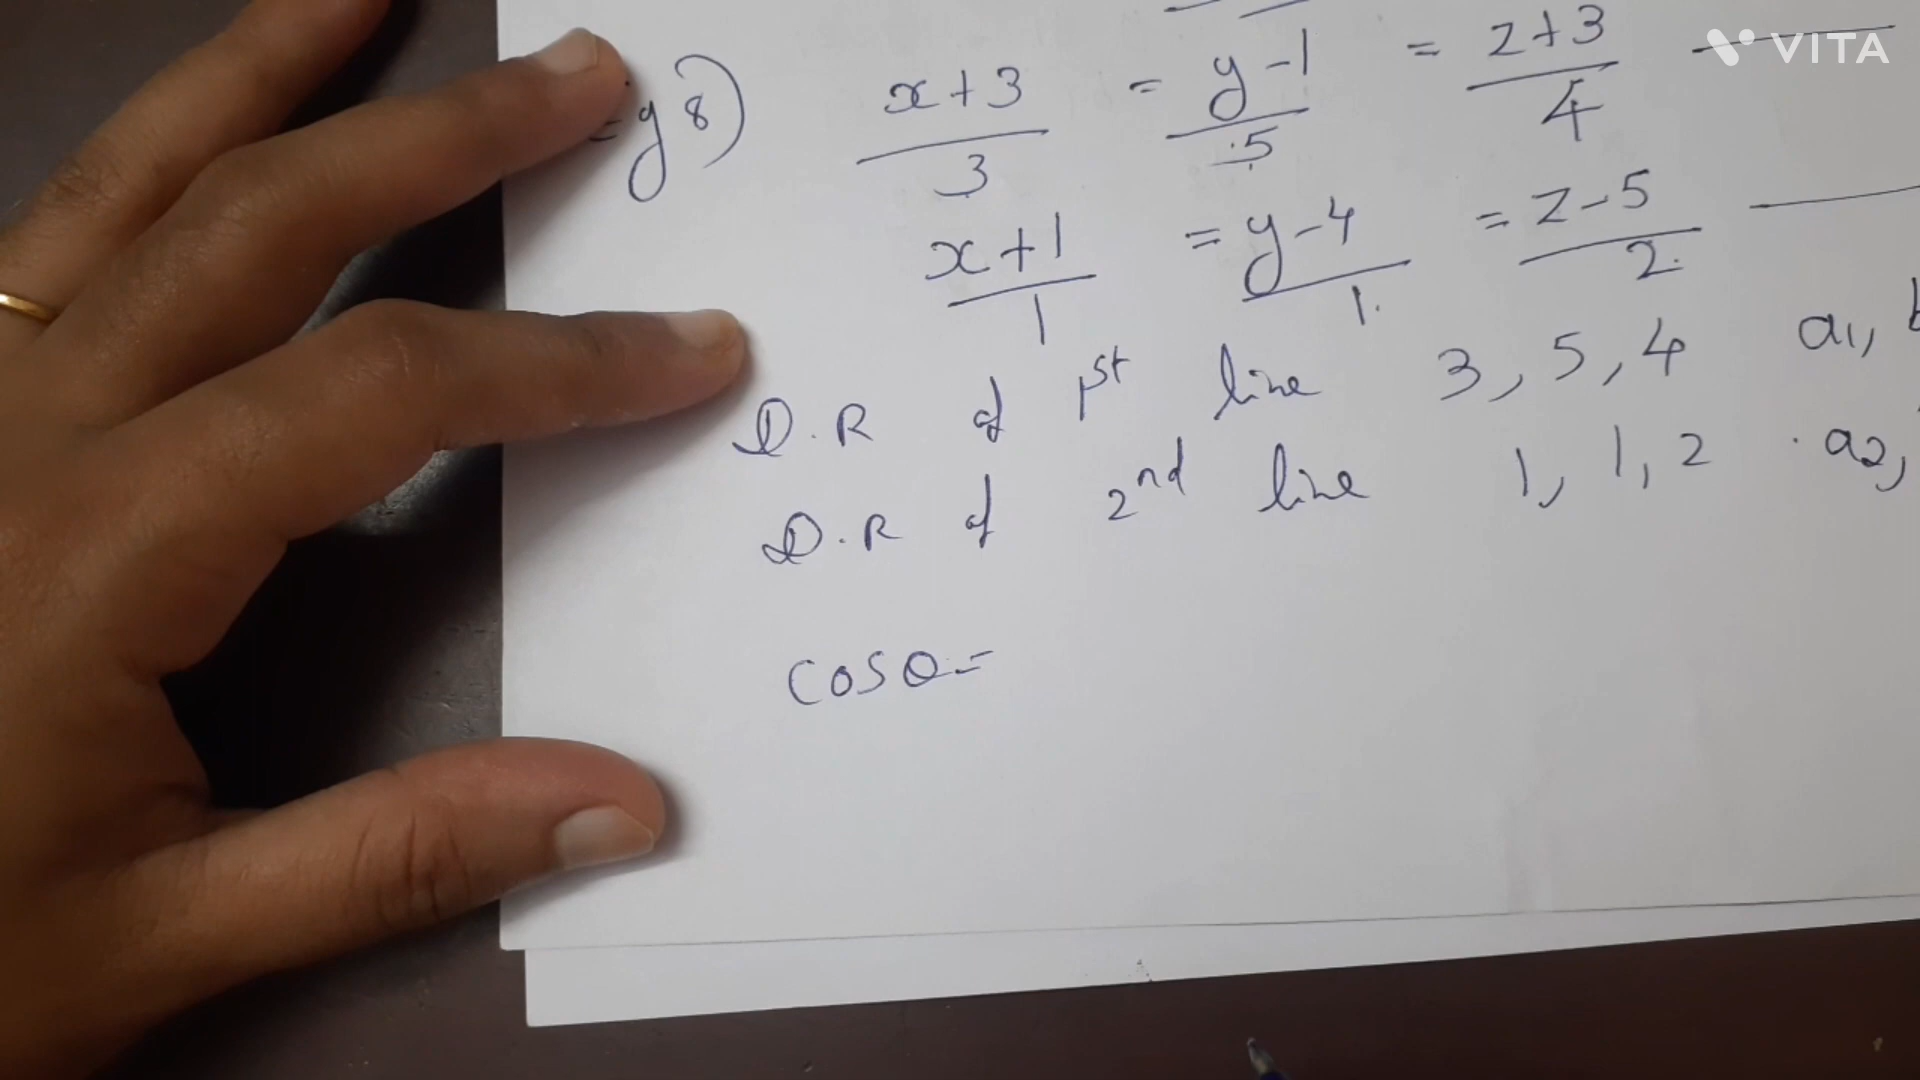 VITA
eg 8) x+3/3 = y-1/5 = z+3/4
x+1/1 = y-4/1 = z-5/2
D.R of 1st line 3, 5, 4 a1, b
D.R of 2nd line 1, 1, 2 a2,
cos θ =